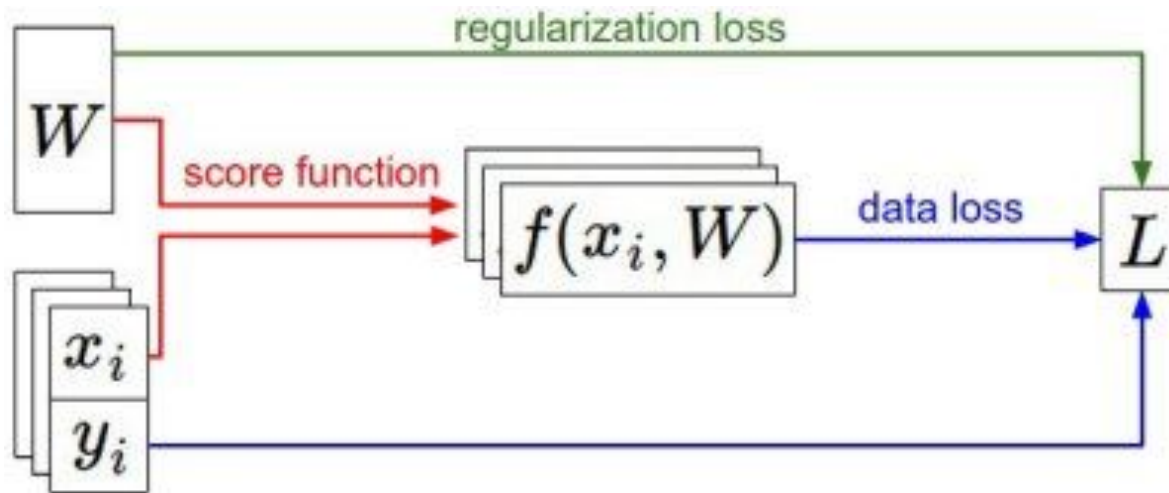 regularization loss
W
score function
f(x_i, W)
data loss
L
x_i
y_i